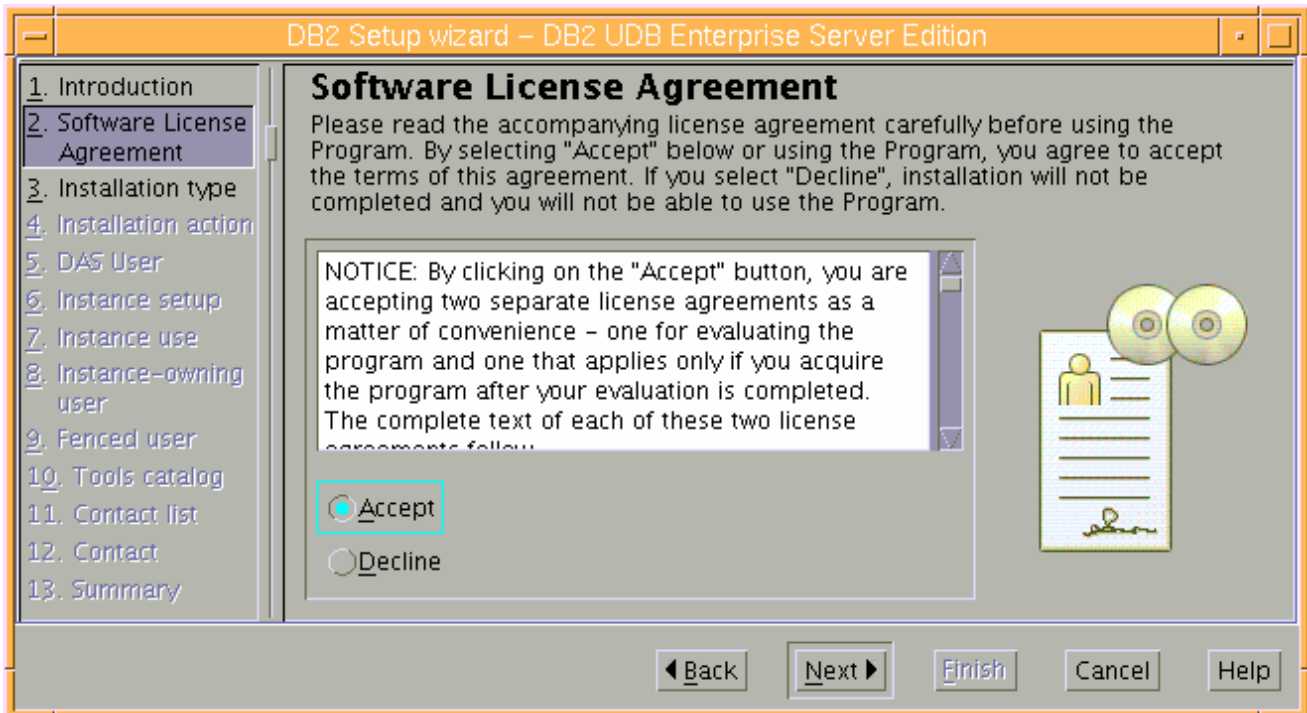 DB2 Setup wizard – DB2 UDB Enterprise Server Edition
1. Introduction
2. Software License
Agreement
3. Installation type
4. Installation action
5. DAS User
6. Instance setup
7. Instance use
8. Instance–owning
user
9. Fenced user
10. Tools catalog
11. Contact list
12. Contact
13. Summary
Software License Agreement
Please read the accompanying license agreement carefully before using the
Program. By selecting "Accept" below or using the Program, you agree to accept
the terms of this agreement. If you select "Decline", installation will not be
completed and you will not be able to use the Program.
NOTICE: By clicking on the "Accept" button, you are
accepting two separate license agreements as a
matter of convenience – one for evaluating the
program and one that applies only if you acquire
the program after your evaluation is completed.
The complete text of each of these two license
agreements follow
Accept
Decline
Back
Next
Finish
Cancel
Help